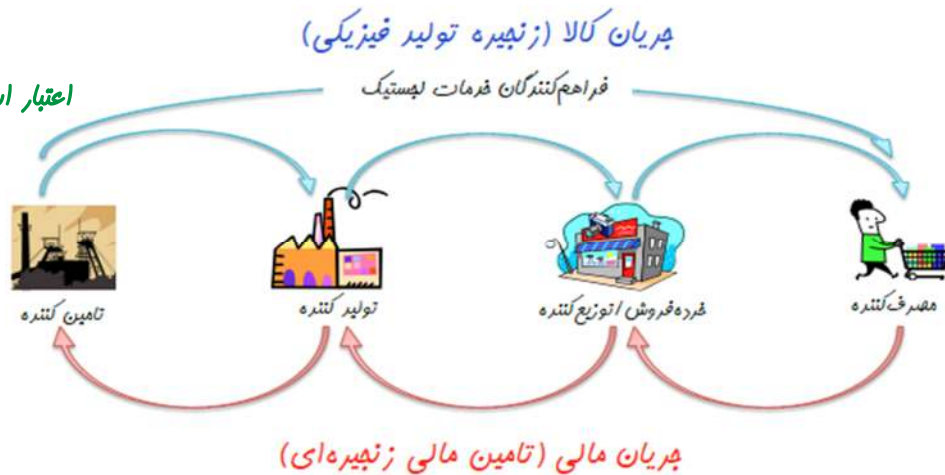 جریان کالا (زنجیره تولید فیزیکی)
فراهم‌کنندگان خدمات لجستیک
اعتبار
تامین کننده
تولید کننده
خرده‌فروش / توزیع‌کننده
مصرف‌کننده
جریان مالی (تامین مالی زنجیره‌ای)